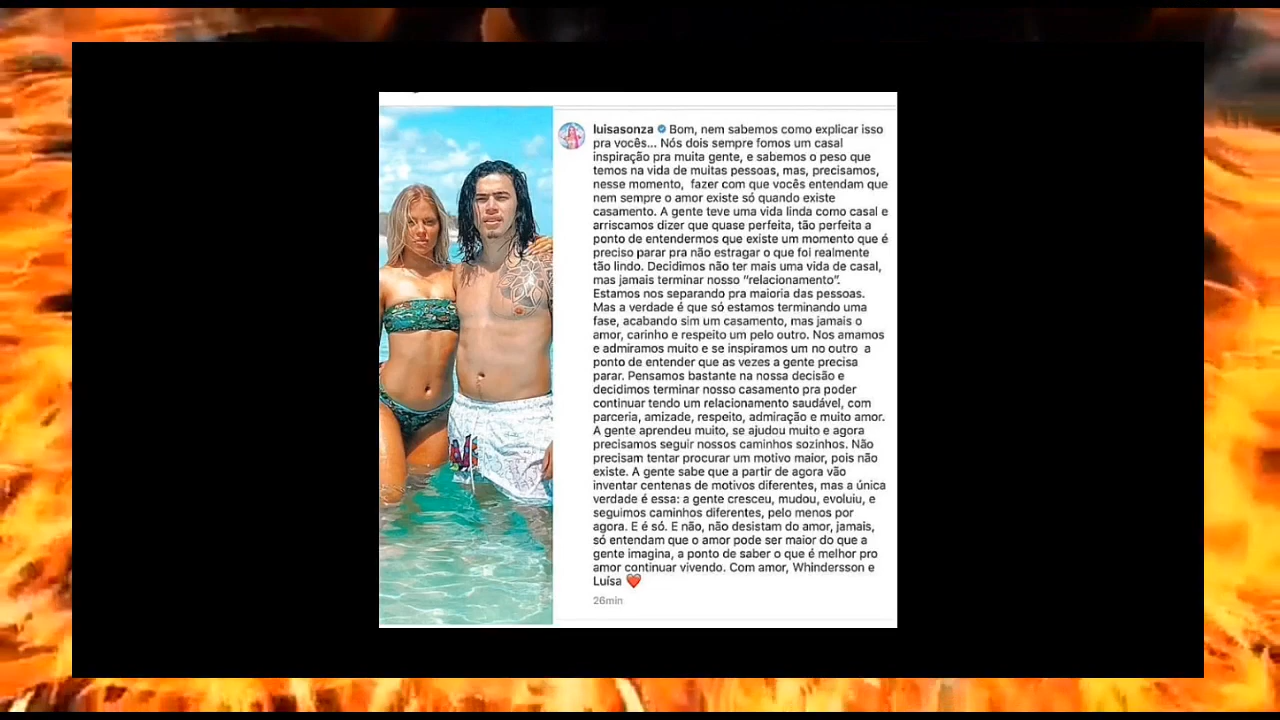 luisasonza Bom, nem sabemos como explicar isso
pra vocês... Nós dois sempre fomos um casal
inspiração pra muita gente, e sabemos o peso que
temos na vida de muitas pessoas, mas, precisamos,
nesse momento, fazer com que vocês entendam que
nem sempre o amor existe só quando existe
casamento. A gente teve uma vida linda como casal e
arriscamos dizer que quase perfeita, tão perfeita a
ponto de entendermos que existe um momento que é
preciso parar pra não estragar o que foi realmente
tão lindo. Decidimos não ter mais uma vida de casal,
mas jamais terminar nosso “relacionamento”.
Estamos nos separando pra maioria das pessoas.
Mas a verdade é que só estamos terminando uma
fase, acabando sim um casamento, mas jamais o
amor, carinho e respeito um pelo outro. Nos amamos
e admiramos muito e se inspiramos um no outro a
ponto de entender que as vezes a gente precisa
parar. Pensamos bastante na nossa decisão e
decidimos terminar nosso casamento pra poder
continuar tendo um relacionamento saudável, com
parceria, amizade, respeito, admiração e muito amor.
A gente aprendeu muito, se ajudou muito e agora
precisamos seguir nossos caminhos sozinhos. Não
precisam tentar procurar um motivo maior, pois não
existe. A gente sabe que a partir de agora vão
inventar centenas de motivos diferentes, mas a única
verdade é essa: a gente cresceu, mudou, evoluiu, e
seguimos caminhos diferentes, pelo menos por
agora. E é só. E não, não desistam do amor, jamais,
só entendam que o amor pode ser maior do que a
gente imagina, a ponto de saber o que é melhor pro
amor continuar vivendo. Com amor, Whindersson e
Luísa ❤️
26min